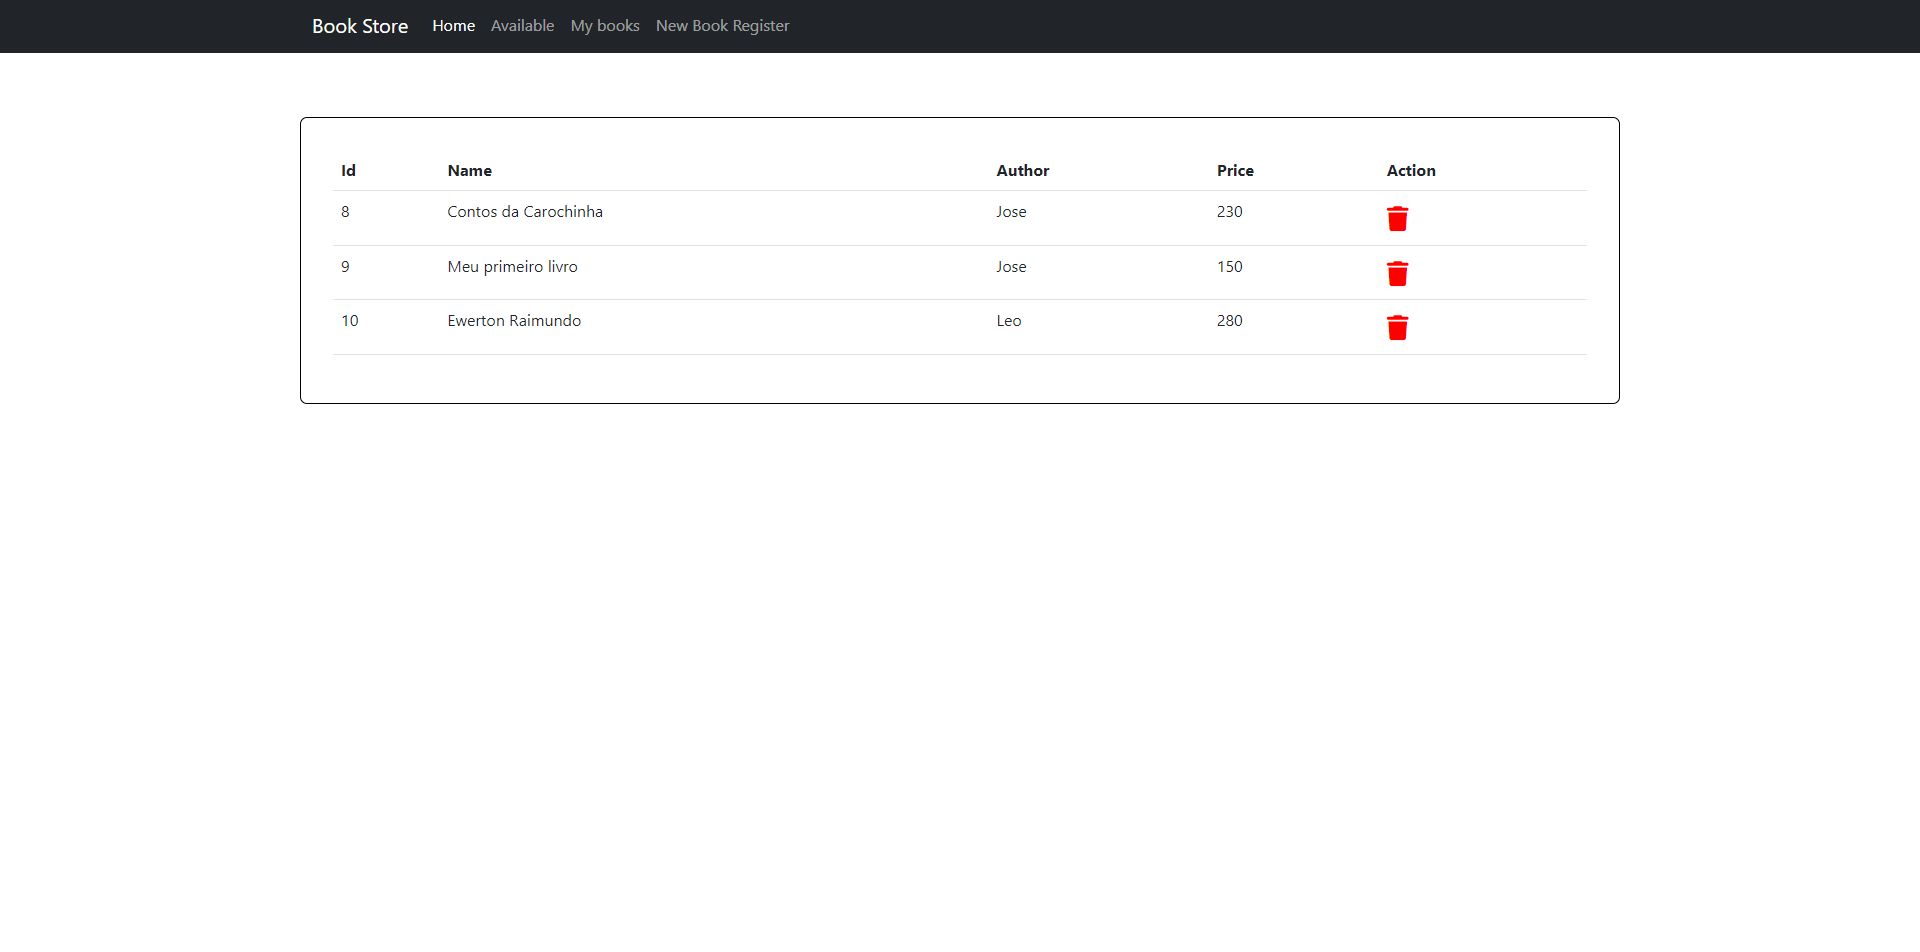 Book Store Home Available My books New Book Register
Id Name Author Price Action
8 Contos da Carochinha Jose 230
9 Meu primeiro livro Jose 150
10 Ewerton Raimundo Leo 280